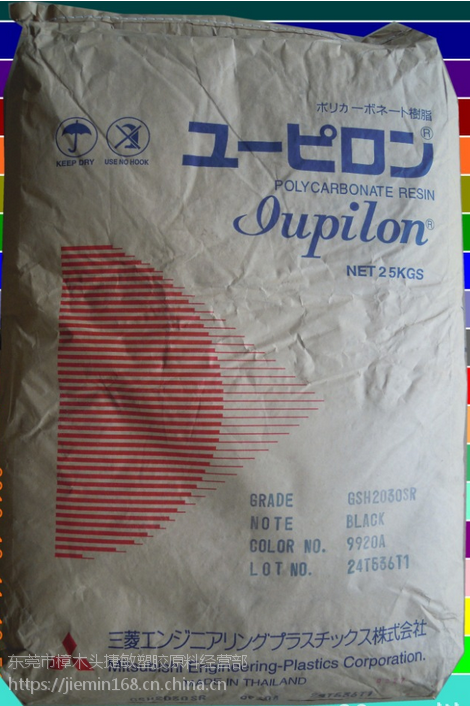 ポリカーボネート樹脂
ユーピロン®
KEEP DRY
USE NO HOOK
POLYCARBONATE RESIN
Iupilon®
NET 25KGS
GRADE GSH2030SR
NOTE BLACK
COLOR NO. 9920A
LOT NO. 24T536T1
三菱エンジニアリングプラスチックス株式会社
Mitsubishi Engineering-Plastics Corporation.
MADE IN THAILAND
东莞市樟木头捷敏塑胶原料经营部
https://jiemin168.cn.china.cn